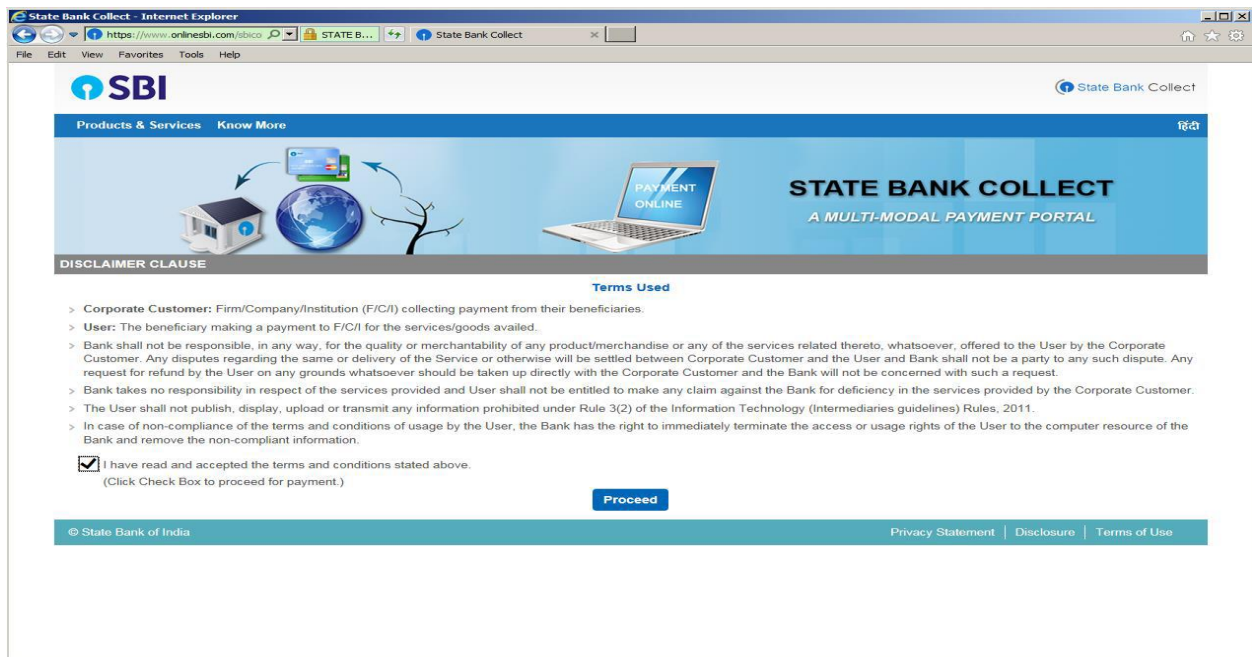 State Bank Collect - Internet Explorer
https://www.onlinesbi.com/sbico STATE B... State Bank Collect
File Edit View Favorites Tools Help
SBI
State Bank Collect
Products & Services Know More हिंदी
PAYMENT
ONLINE
STATE BANK COLLECT
A MULTI-MODAL PAYMENT PORTAL
DISCLAIMER CLAUSE
Terms Used
> Corporate Customer: Firm/Company/Institution (F/C/I) collecting payment from their beneficiaries.
> User: The beneficiary making a payment to F/C/I for the services/goods availed.
> Bank shall not be responsible, in any way, for the quality or merchantability of any product/merchandise or any of the services related thereto, whatsoever, offered to the User by the Corporate
Customer. Any disputes regarding the same or delivery of the Service or otherwise will be settled between Corporate Customer and the User and Bank shall not be a party to any such dispute. Any
request for refund by the User on any grounds whatsoever should be taken up directly with the Corporate Customer and the Bank will not be concerned with such a request.
> Bank takes no responsibility in respect of the services provided and User shall not be entitled to make any claim against the Bank for deficiency in the services provided by the Corporate Customer.
> The User shall not publish, display, upload or transmit any information prohibited under Rule 3(2) of the Information Technology (Intermediaries guidelines) Rules, 2011.
> In case of non-compliance of the terms and conditions of usage by the User, the Bank has the right to immediately terminate the access or usage rights of the User to the computer resource of the
Bank and remove the non-compliant information.
I have read and accepted the terms and conditions stated above.
(Click Check Box to proceed for payment.)
Proceed
© State Bank of India Privacy Statement | Disclosure | Terms of Use